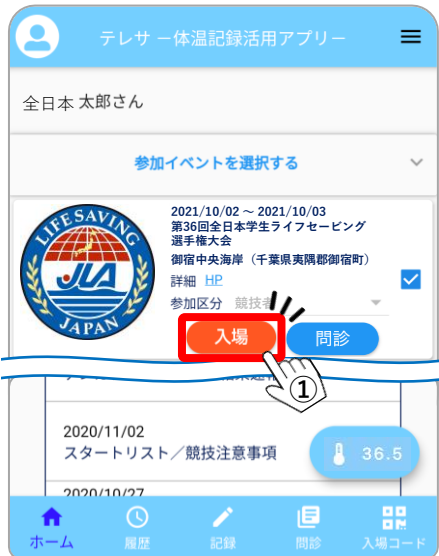 テレサ －体温記録活用アプリ－
全日本 太郎さん
参加イベントを選択する
LIFESAVING
JLA
JAPAN
2021/10/02 ～ 2021/10/03
第36回全日本学生ライフセービング
選手権大会
御宿中央海岸（千葉県夷隅郡御宿町）
詳細 HP
参加区分 競技者
入場 問診
①
2020/11/02
スタートリスト／競技注意事項
36.5
2020/10/27
ホーム 履歴 記録 問診 入場コード